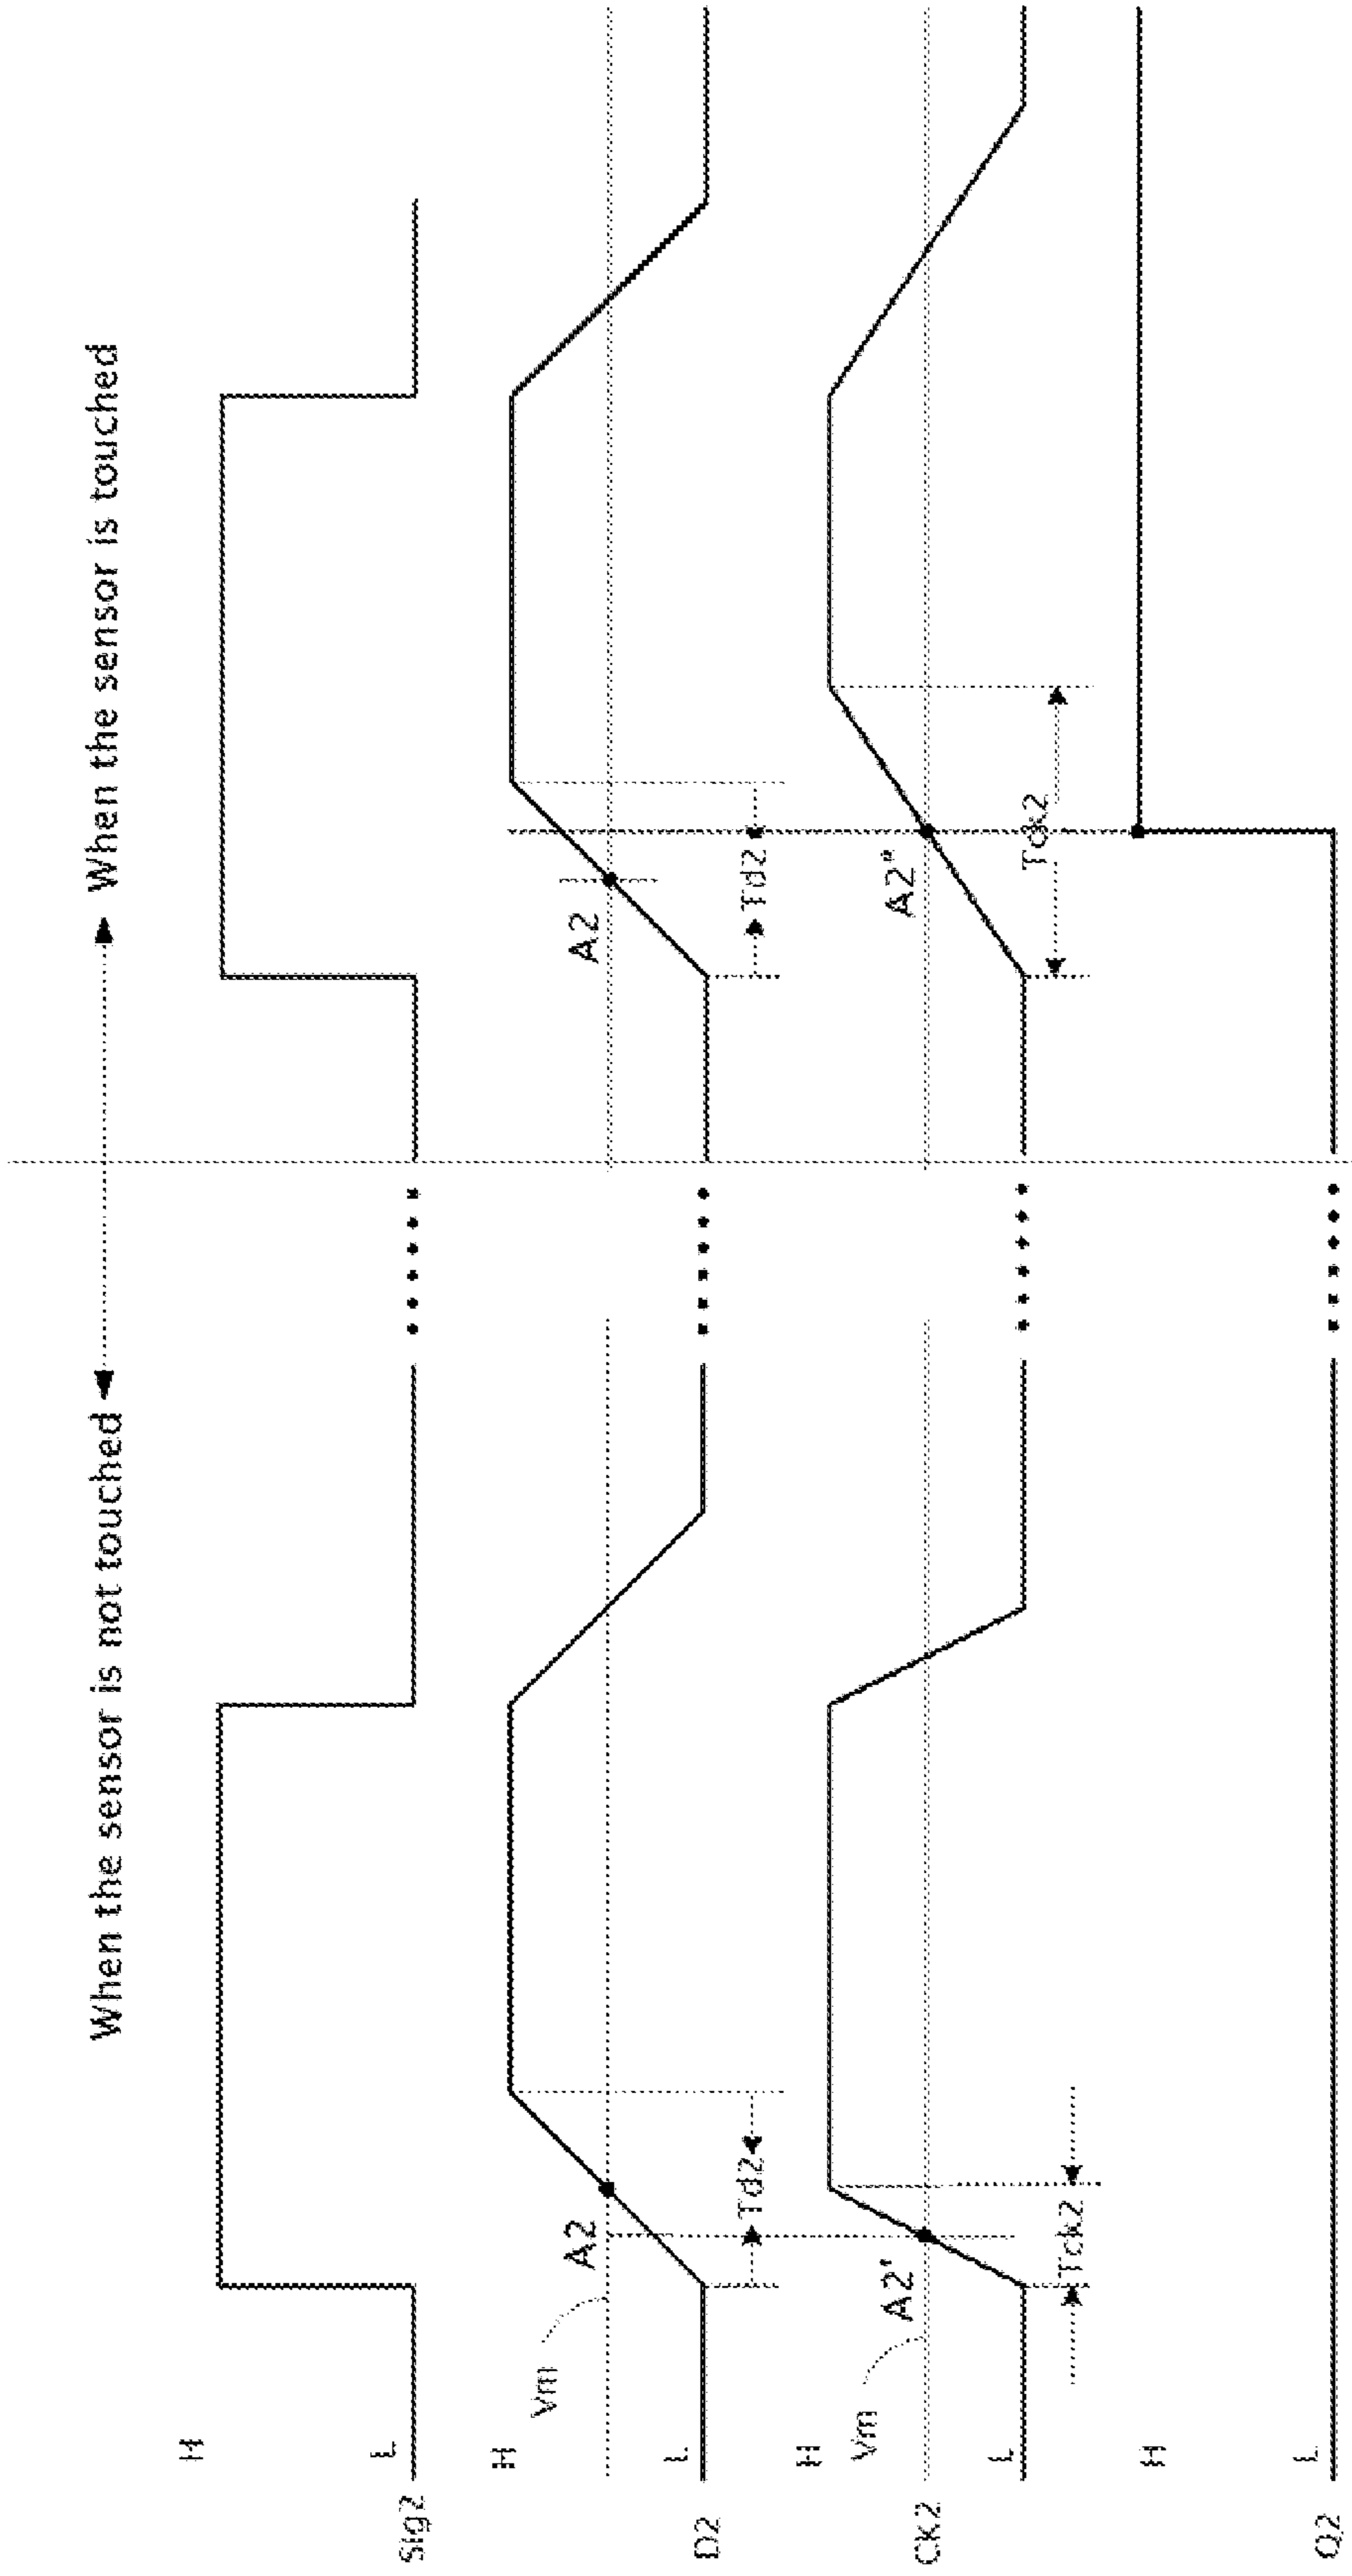 When the sensor is not touched
When the sensor is touched
H
L
Sig2
H
Vm
A2
A2
L
D2
Td2
Td2
H
Vm
A2'
A2"
L
CK2
Tck2
Tck2
H
L
Q2